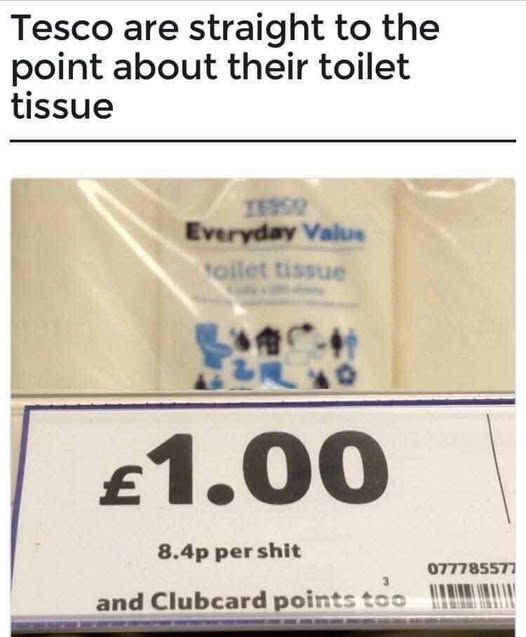 Tesco are straight to the
point about their toilet
tissue
TESCO
Everyday Value
toilet tissue
£1.00
8.4p per shit
077785577
3
and Clubcard points too